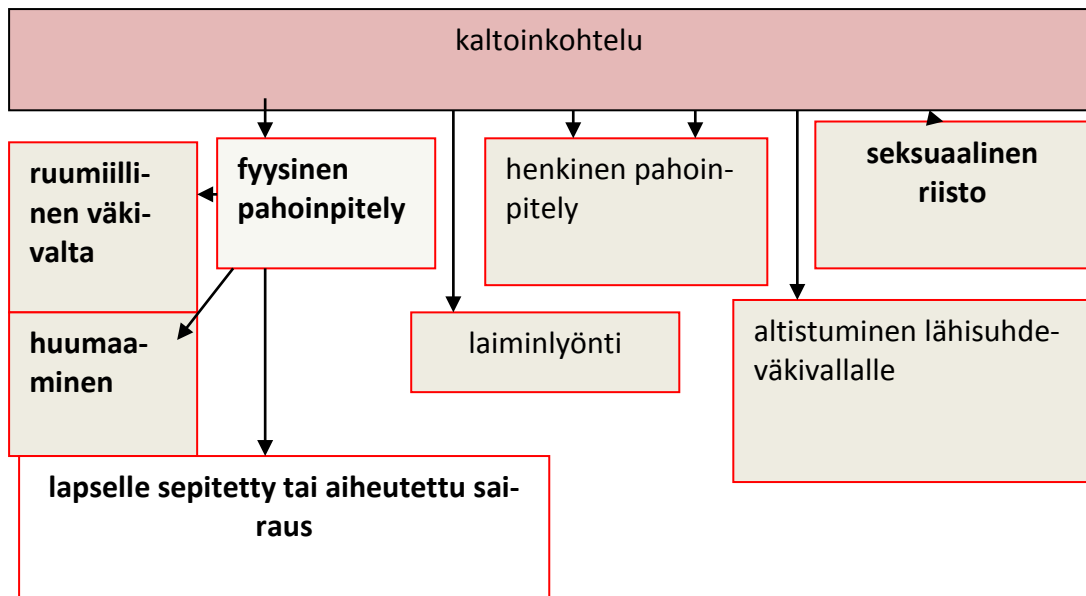 kaltoinkohtelu
ruumiilli-
nen väki-
valta
fyysinen
pahoinpitely
henkinen pahoin-
pitely
seksuaalinen
riisto
huumaa-
minen
laiminlyönti
altistuminen lähisuhde-
väkivallalle
lapselle sepitetty tai aiheutettu sai-
raus